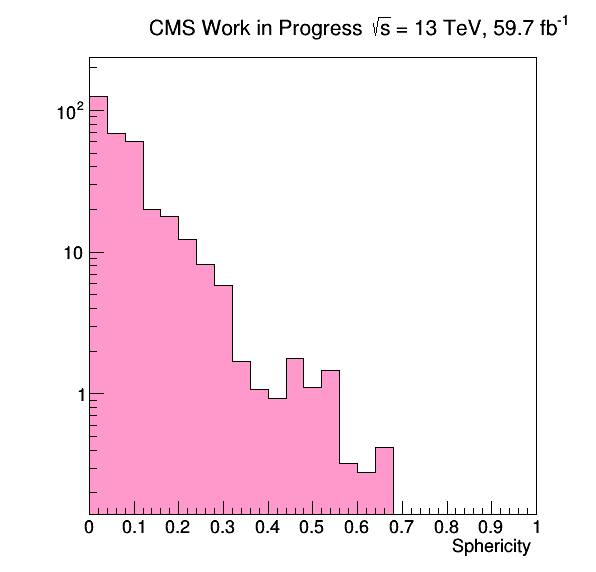 CMS Work in Progress √s = 13 TeV, 59.7 fb⁻¹
10²
10
1
0 0.1 0.2 0.3 0.4 0.5 0.6 0.7 0.8 0.9 1
Sphericity